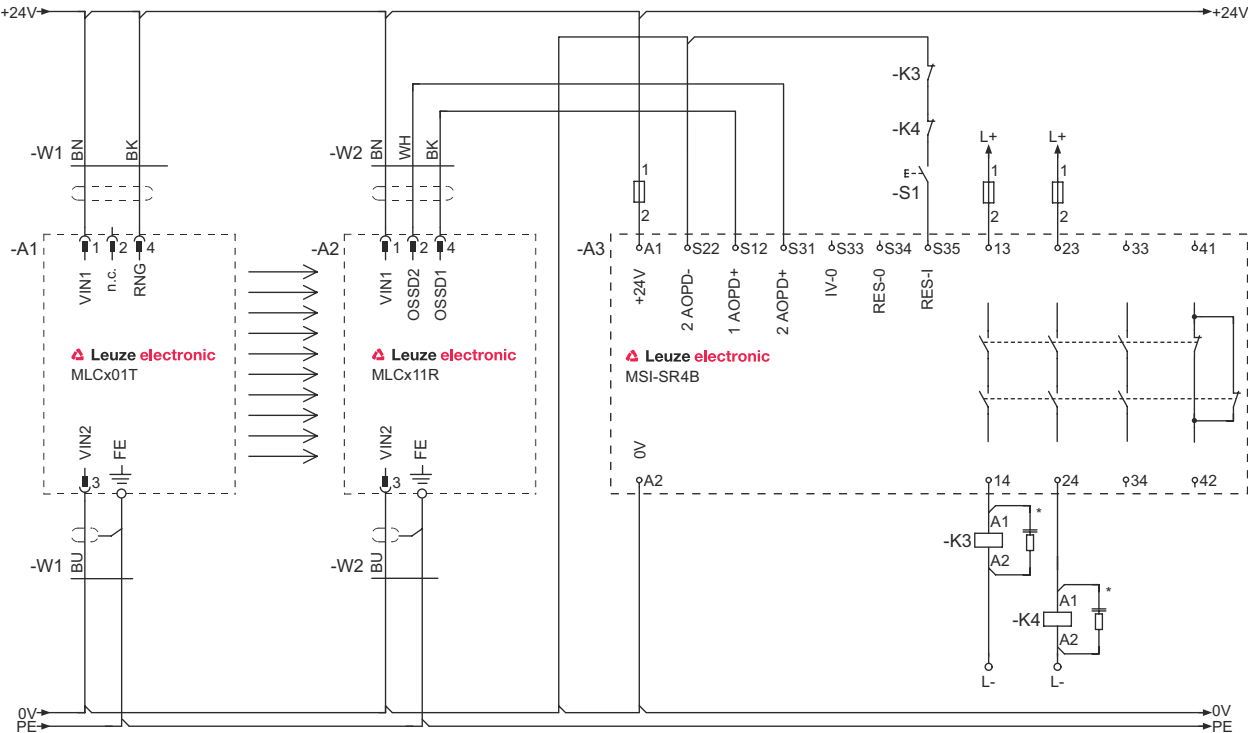 +24V +24V
-K3
-K4
-S1
L+ L+
-W1 BN BK
-W2 BN WH BK
1
2
1
2
1
2
-A1 1 2 4
VIN1 n.c. RNG
-A2 1 2 4
VIN1 OSSD2 OSSD1
-A3 A1 S22 S12 S31 S33 S34 S35 13 23 33 41
+24V 2 AOPD- 1 AOPD+ 2 AOPD+ IV-0 RES-0 RES-I
Leuze electronic
MLCx01T
Leuze electronic
MLCx11R
Leuze electronic
MSI-SR4B
VIN2 FE
3
VIN2 FE
3
0V
A2 14 24 34 42
-W1 BU
-W2 BU
-K3 A1 *
A2
-K4 A1 *
A2
L- L-
0V 0V
PE PE